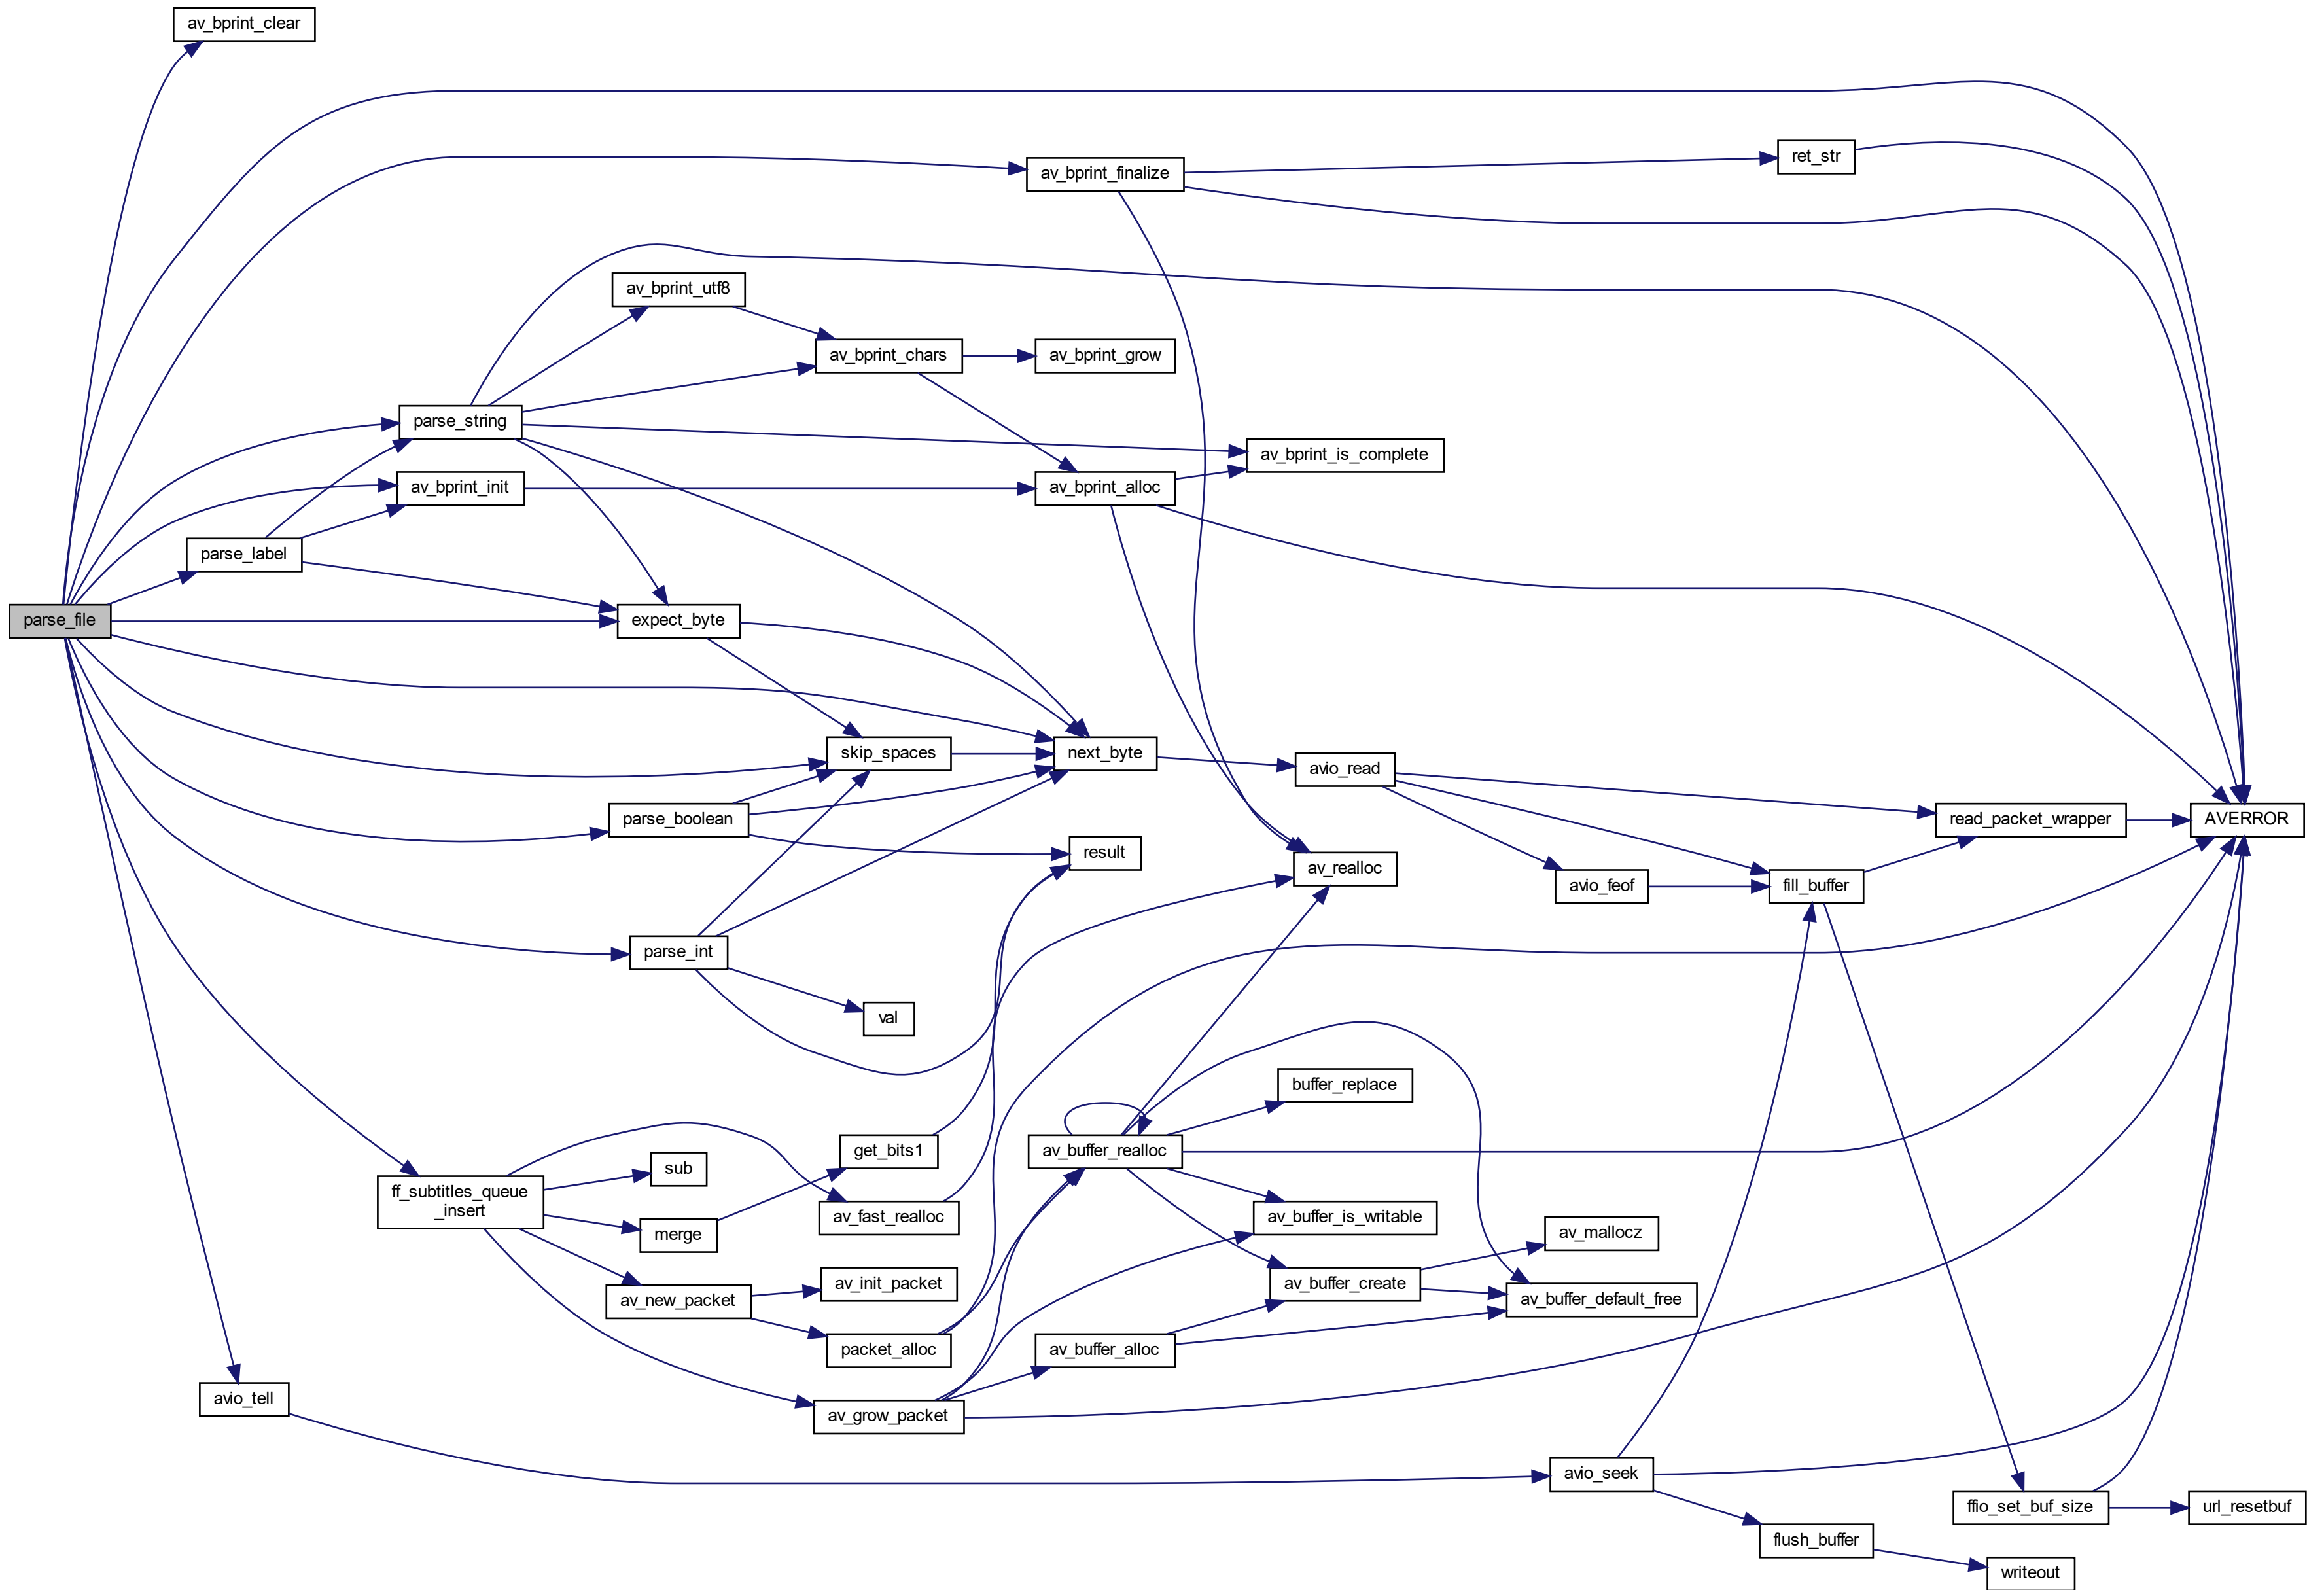 av_bprint_clear
ret_str
av_bprint_finalize
av_bprint_utf8
av_bprint_chars
av_bprint_grow
parse_string
av_bprint_is_complete
av_bprint_init
av_bprint_alloc
parse_label
parse_file
expect_byte
skip_spaces
next_byte
avio_read
parse_boolean
read_packet_wrapper
AVERROR
result
av_realloc
avio_feof
fill_buffer
parse_int
val
buffer_replace
get_bits1
av_buffer_realloc
sub
ff_subtitles_queue
_insert
av_fast_realloc
av_buffer_is_writable
merge
av_mallocz
av_init_packet
av_buffer_create
av_new_packet
av_buffer_default_free
packet_alloc
av_buffer_alloc
avio_tell
av_grow_packet
avio_seek
ffio_set_buf_size
url_resetbuf
flush_buffer
writeout